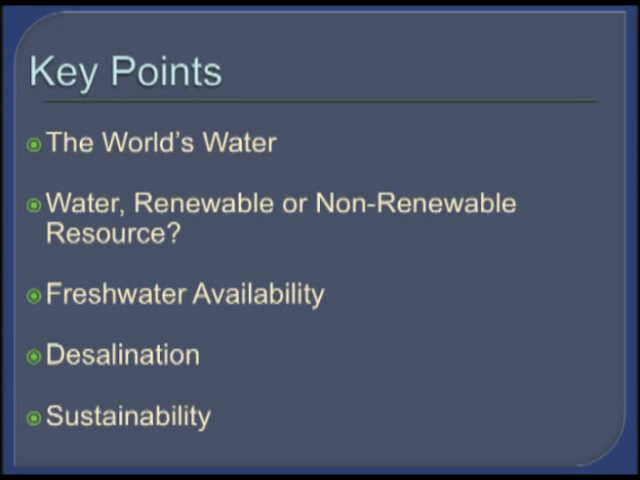 Key Points
The World's Water
Water, Renewable or Non-Renewable
Resource?
Freshwater Availability
Desalination
Sustainability